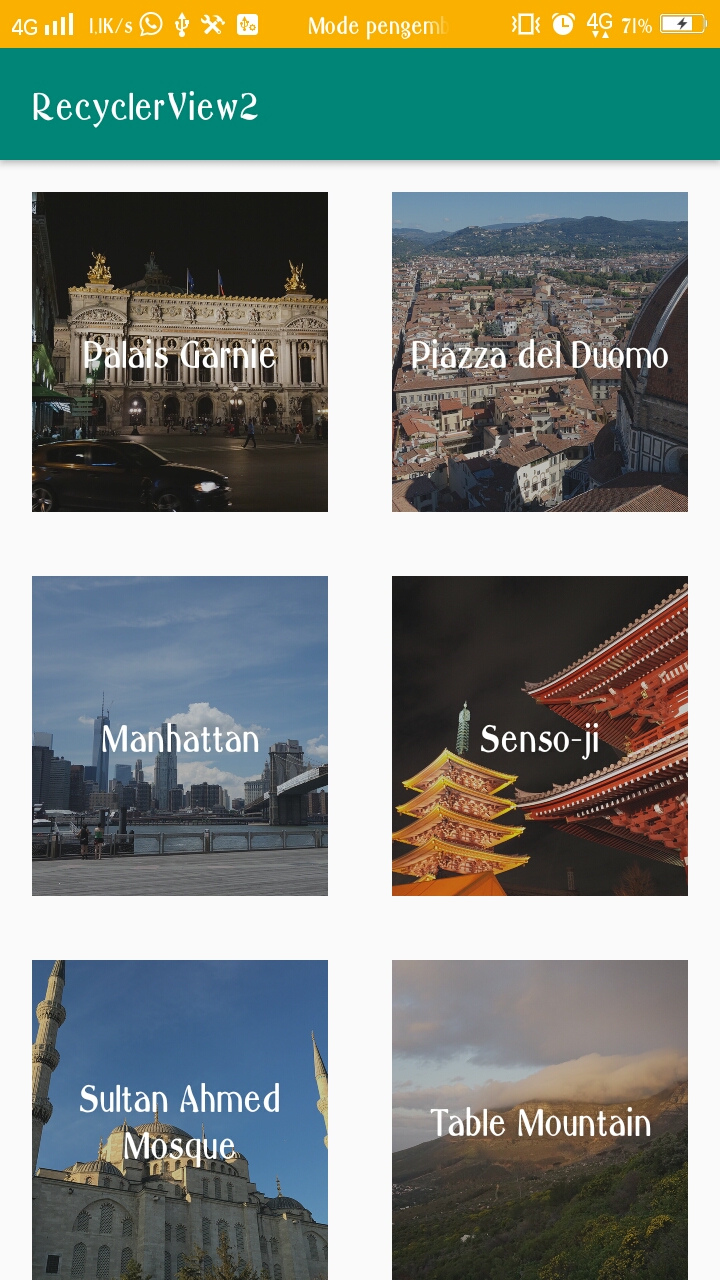 4G 1.1K/s Mode pengemb 4G 71%
RecyclerView2
Palais Garnie
Piazza del Duomo
Manhattan
Senso-ji
Sultan Ahmed
Mosque
Table Mountain